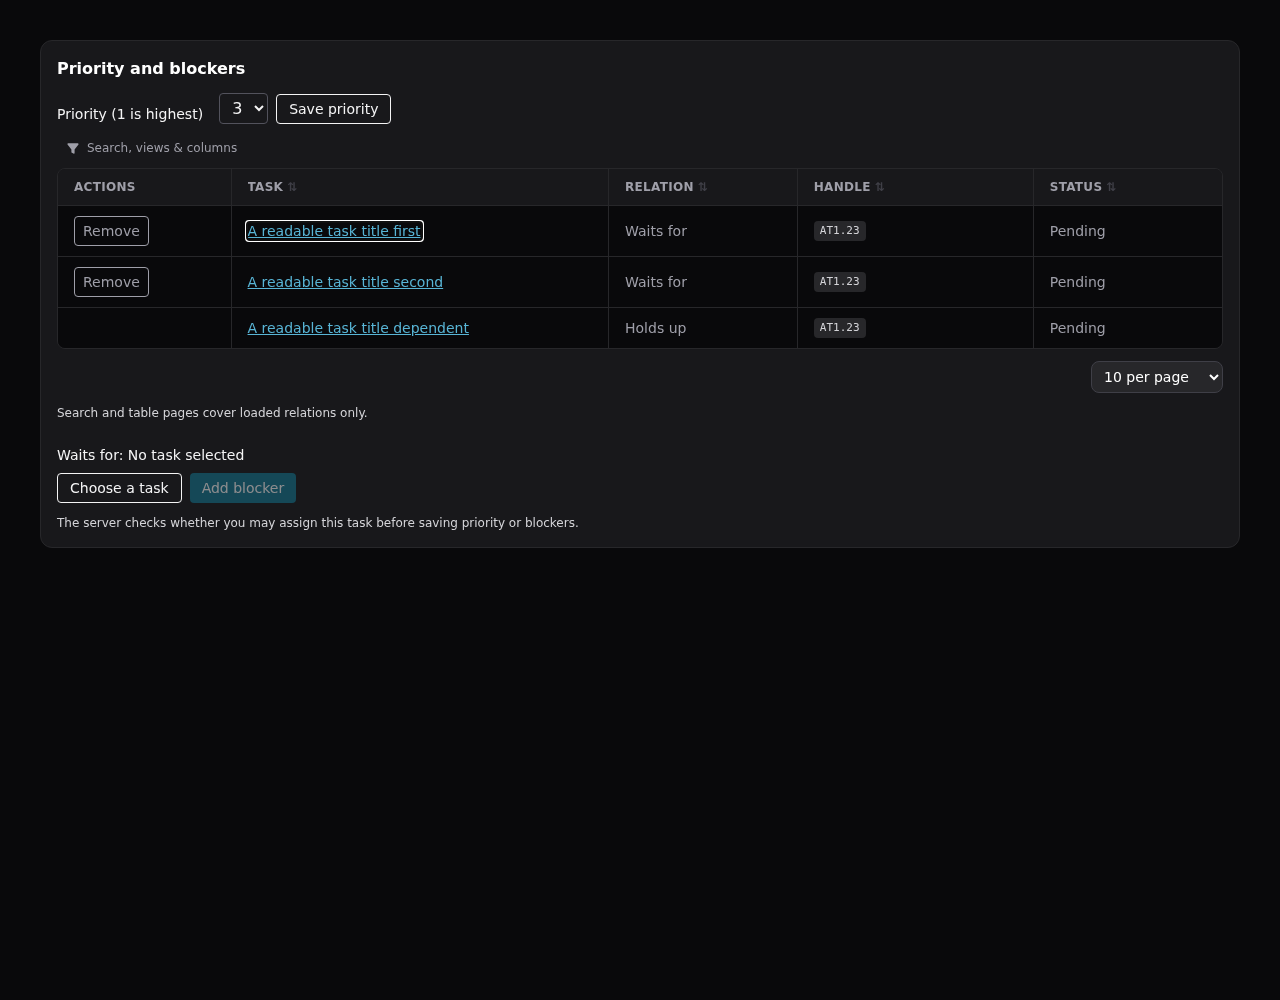 Priority and blockers
Priority (1 is highest) 3 Save priority
Search, views & columns
ACTIONS TASK RELATION HANDLE STATUS
Remove A readable task title first Waits for AT1.23 Pending
Remove A readable task title second Waits for AT1.23 Pending
A readable task title dependent Holds up AT1.23 Pending
10 per page
Search and table pages cover loaded relations only.
Waits for: No task selected
Choose a task Add blocker
The server checks whether you may assign this task before saving priority or blockers.